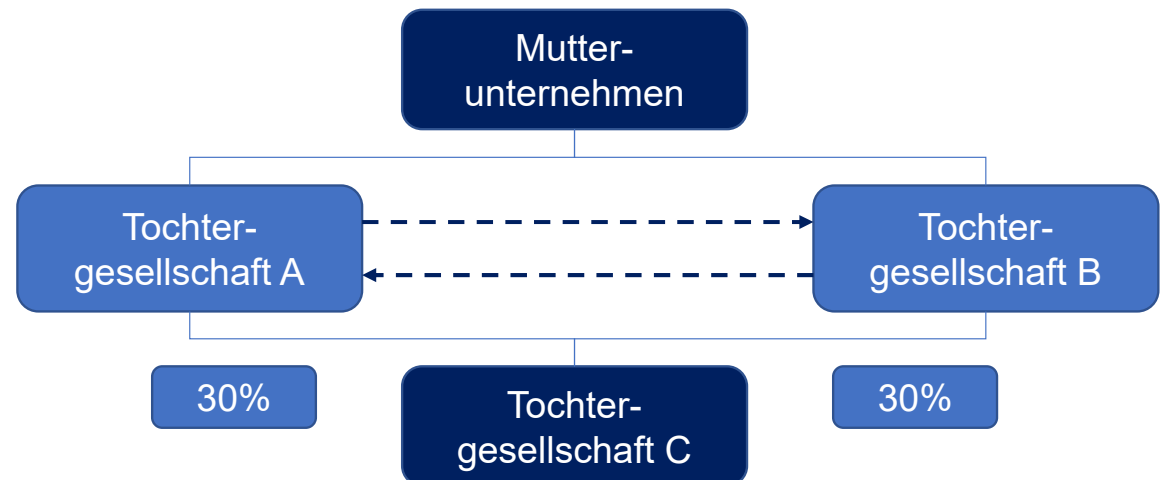 Mutter-
unternehmen
Tochter-
gesellschaft A
Tochter-
gesellschaft B
30%
Tochter-
gesellschaft C
30%